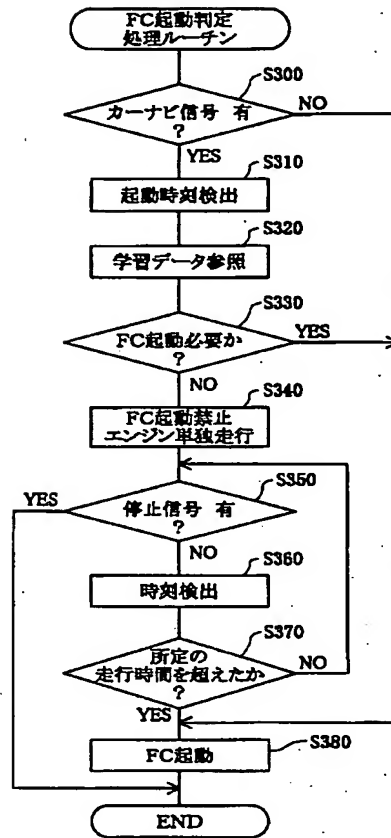 FC起動判定
処理ルーチン
S300
カーナビ信号 有
?
NO
YES
S310
起動時刻検出
S320
学習データ参照
S330
FC起動必要か
?
YES
NO
S340
FC起動禁止
エンジン単独走行
S350
YES
停止信号 有
?
NO
S360
時刻検出
S370
所定の
走行時間を超えたか
?
NO
YES
S380
FC起動
END